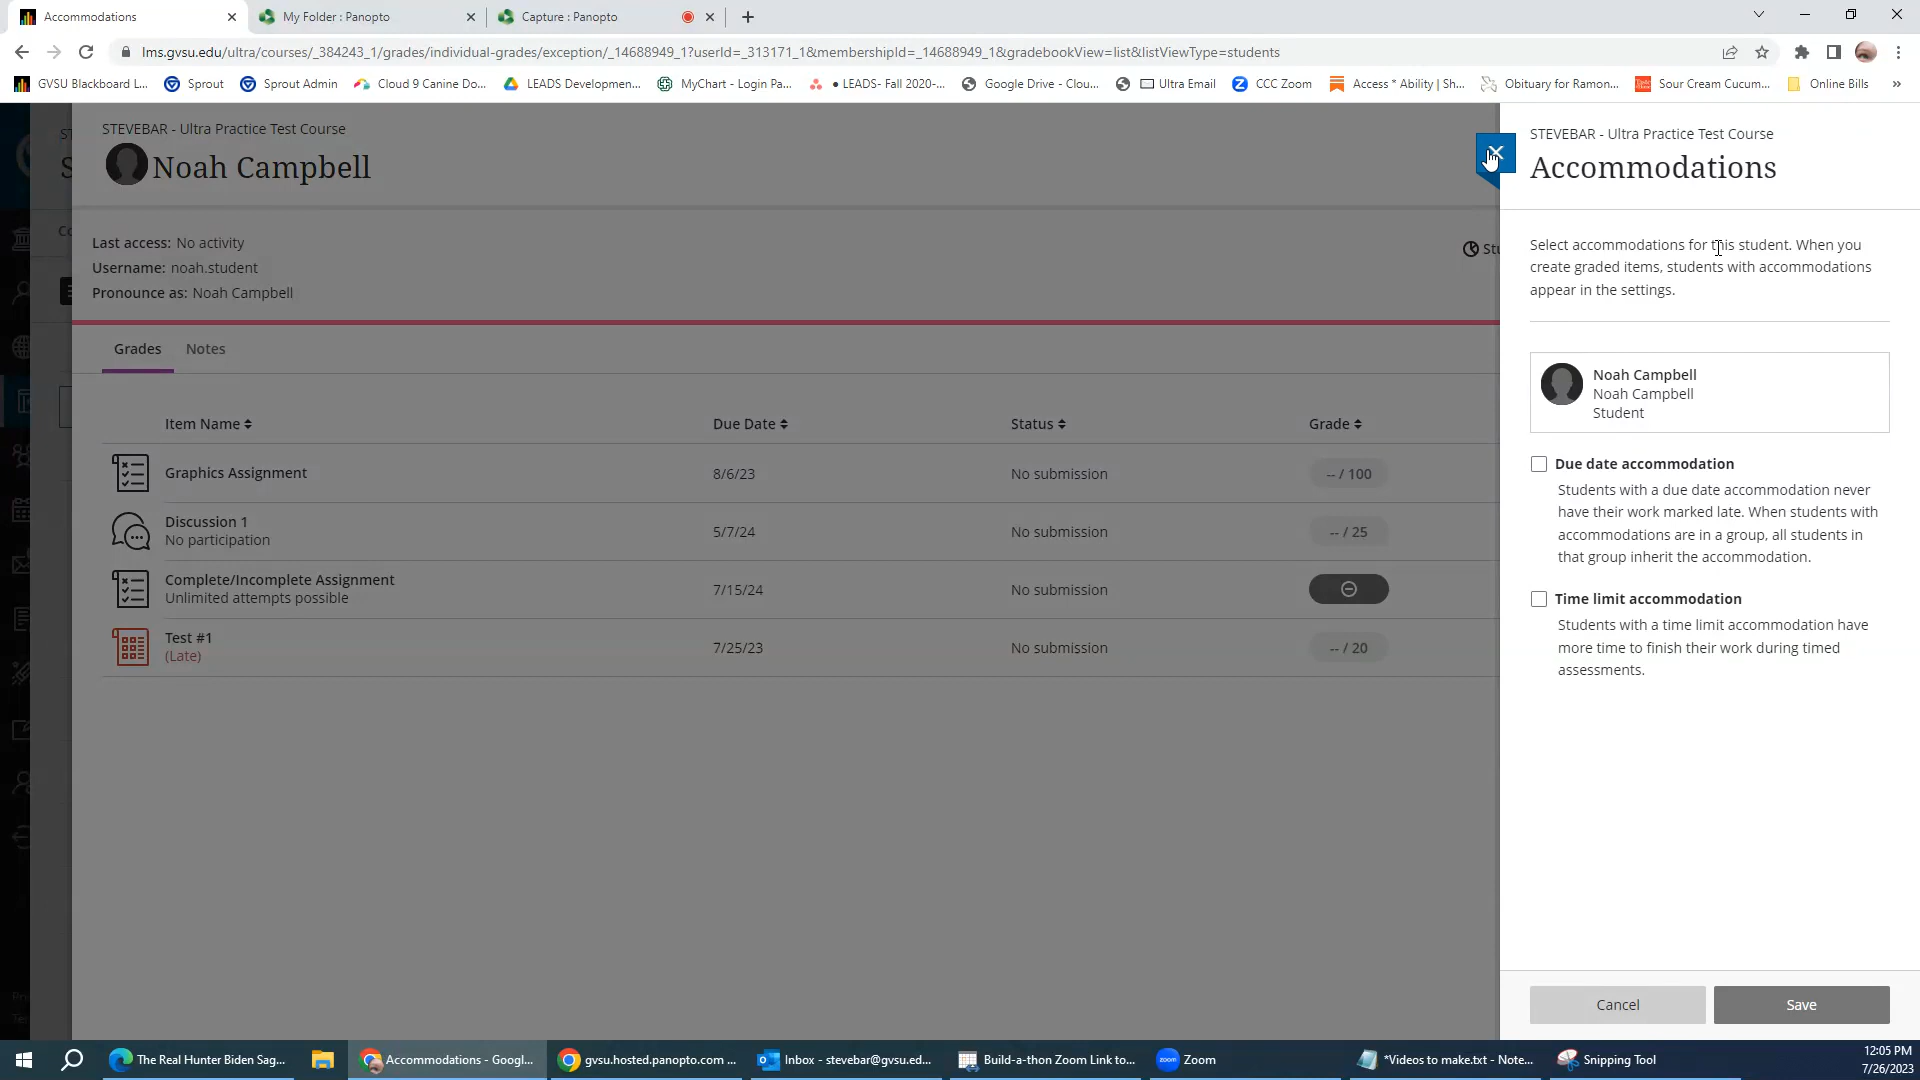 Accommodations
My Folder : Panopto
Capture : Panopto
lms.gvsu.edu/ultra/courses/_384243_1/grades/individual-grades/exception/_14688949_1?userId=_313171_1&membershipId=_14688949_1&gradebookView=list&listViewType=students
GVSU Blackboard L...
Sprout
Sprout Admin
Cloud 9 Canine Do...
LEADS Developmen...
MyChart - Login Pa...
● LEADS- Fall 2020-...
Google Drive - Clou...
Ultra Email
CCC Zoom
Access * Ability | Sh...
Obituary for Ramon...
Sour Cream Cucum...
Online Bills
»
STEVEBAR - Ultra Practice Test Course
Noah Campbell
Last access: No activity
Username: noah.student
Pronounce as: Noah Campbell
Grades
Notes
Item Name
Due Date
Status
Grade
Graphics Assignment
8/6/23
No submission
-- / 100
Discussion 1
No participation
5/7/24
No submission
-- / 25
Complete/Incomplete Assignment
Unlimited attempts possible
7/15/24
No submission
Test #1
(Late)
7/25/23
No submission
-- / 20
STEVEBAR - Ultra Practice Test Course
Accommodations
Select accommodations for this student. When you
create graded items, students with accommodations
appear in the settings.
Noah Campbell
Noah Campbell
Student
Due date accommodation
Students with a due date accommodation never
have their work marked late. When students with
accommodations are in a group, all students in
that group inherit the accommodation.
Time limit accommodation
Students with a time limit accommodation have
more time to finish their work during timed
assessments.
Cancel
Save
The Real Hunter Biden Sag...
Accommodations - Googl...
gvsu.hosted.panopto.com ...
Inbox - stevebar@gvsu.ed...
Build-a-thon Zoom Link to...
Zoom
*Videos to make.txt - Note...
Snipping Tool
12:05 PM
7/26/2023